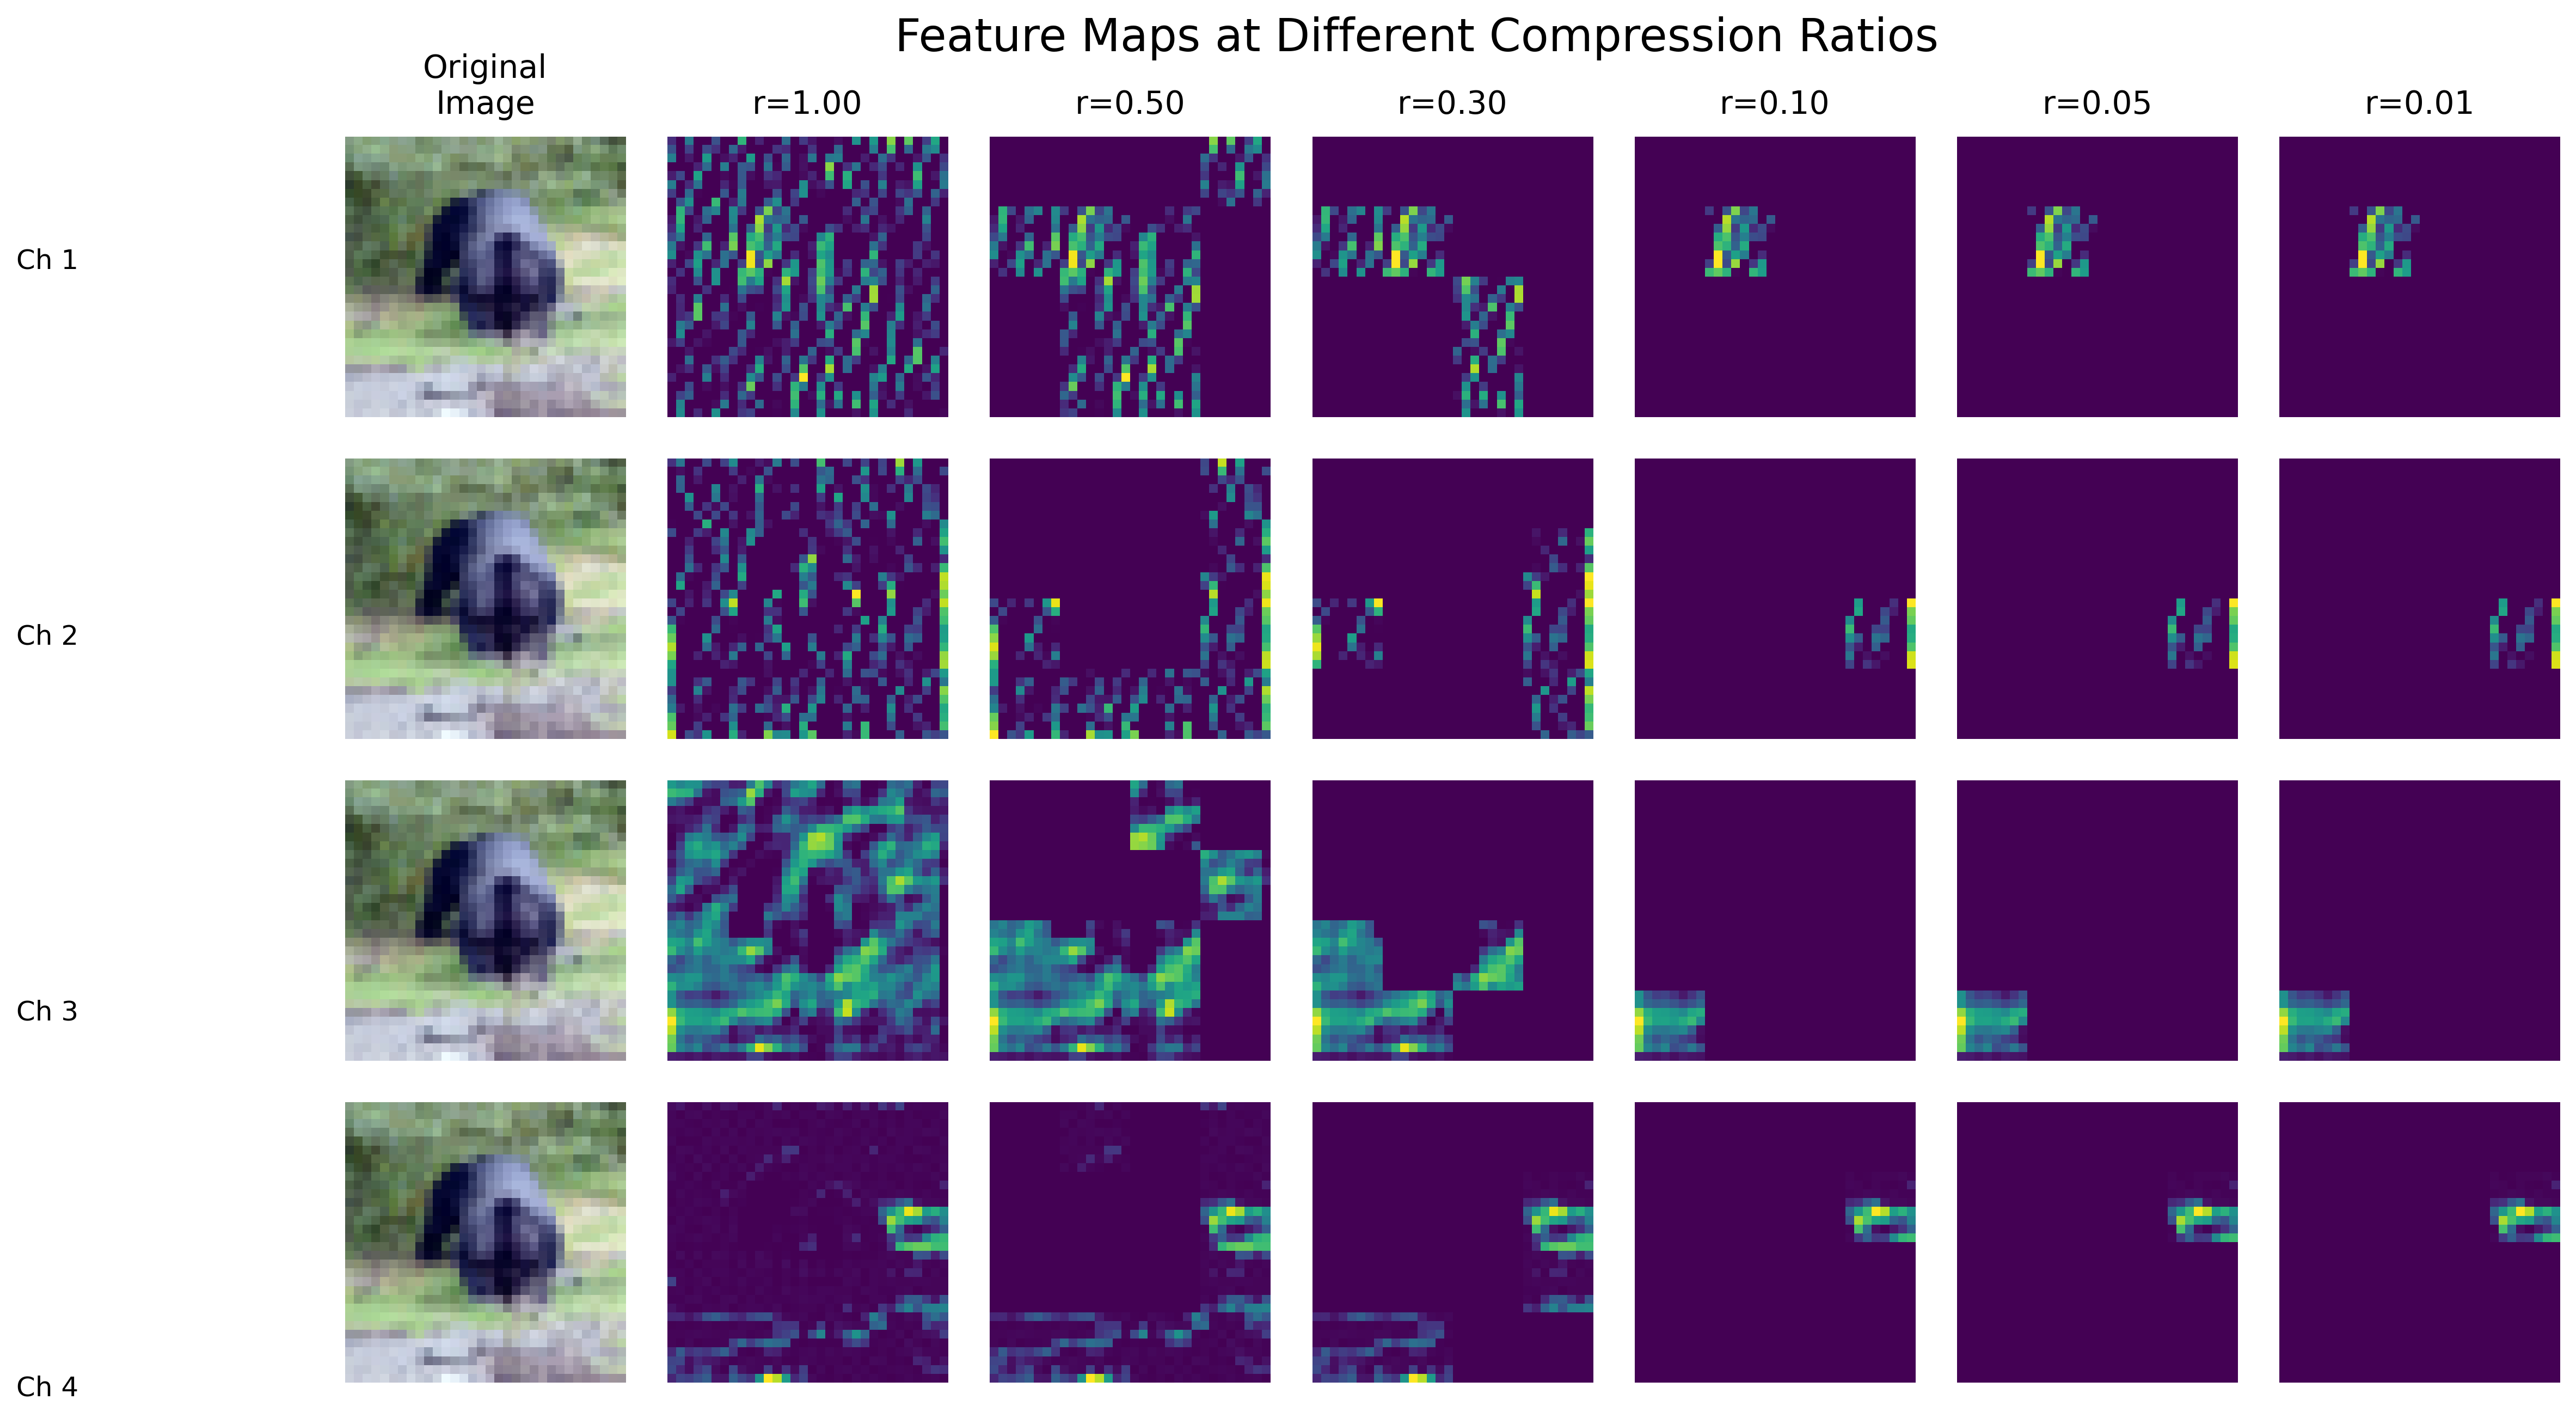 Feature Maps at Different Compression Ratios
Original
Image
r=1.00
r=0.50
r=0.30
r=0.10
r=0.05
r=0.01
Ch 1
Ch 2
Ch 3
Ch 4